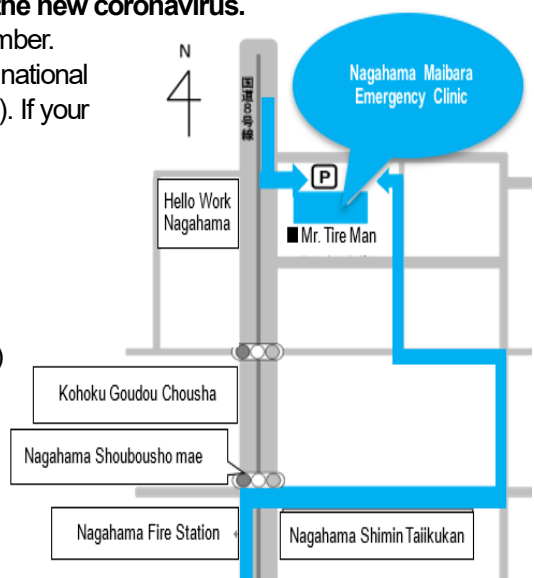 the new coronavirus.
mber.
national
). If your
N
国道8号線
Nagahama Maibara
Emergency Clinic
P
Hello Work
Nagahama
■ Mr. Tire Man
)
Kohoku Goudou Chousha
Nagahama Shoubousho mae
Nagahama Fire Station
Nagahama Shimin Taiikukan